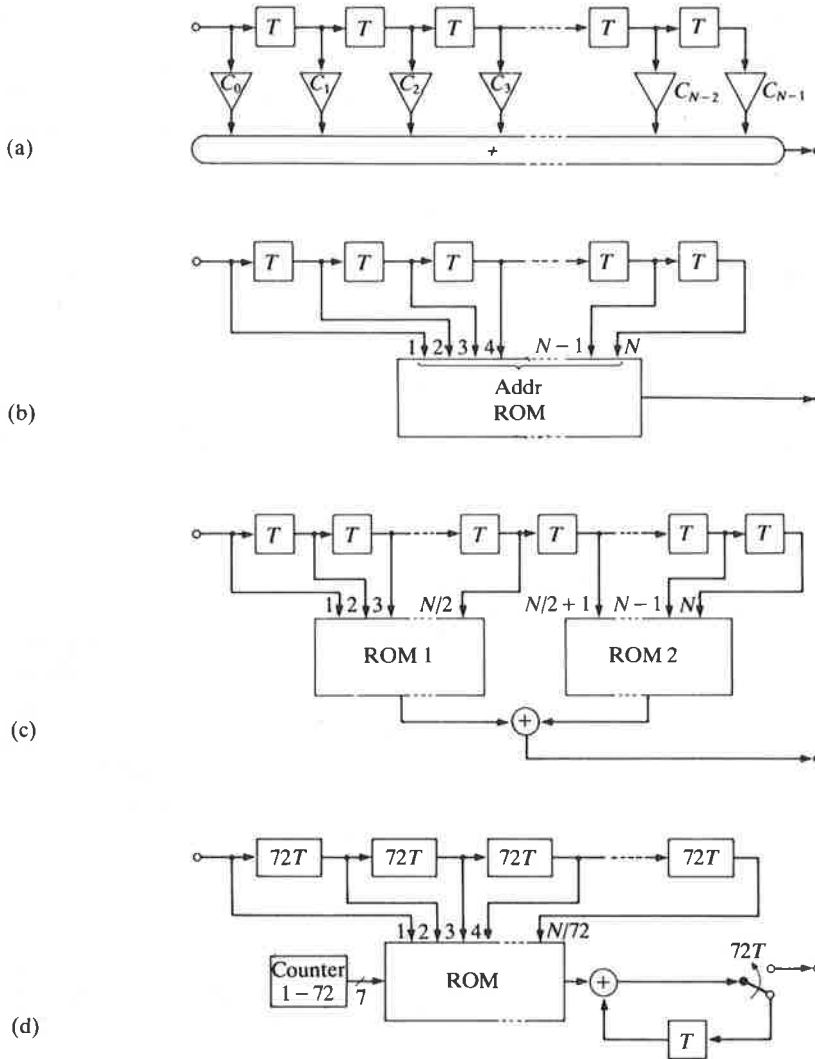 T T T T T
C₀ C₁ C₂ C₃ C_{N−2} C_{N−1}
(a)
+
T T T T T
1 2 3 4 N − 1 N
Addr
(b)
ROM
T T T T T T
1 2 3 N/2 N/2 + 1 N − 1 N
ROM 1 ROM 2
(c)
+
72T 72T 72T 72T
1 2 3 4 N/72
72T
Counter
1 − 72
7
ROM
+
(d)
T